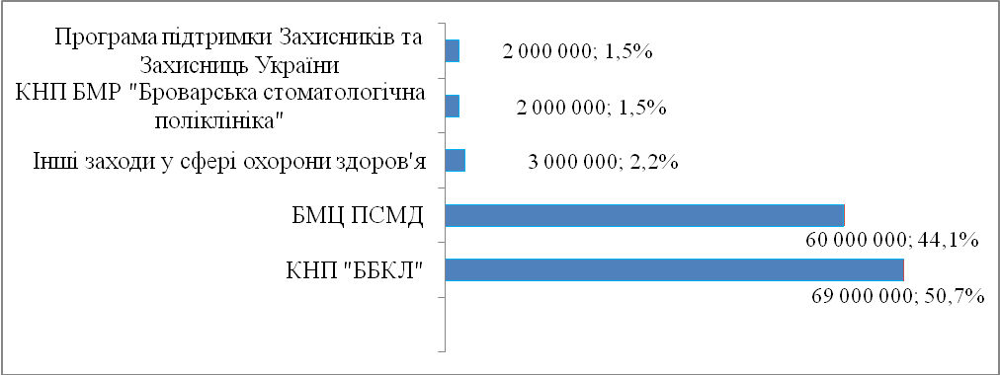 Програма підтримки Захисників та
Захисниць України
2 000 000; 1,5%
КНП БМР "Броварська стоматологічна
поліклініка"
2 000 000; 1,5%
Інші заходи у сфері охорони здоров'я
3 000 000; 2,2%
БМЦ ПСМД
60 000 000; 44,1%
КНП "ББКЛ"
69 000 000; 50,7%